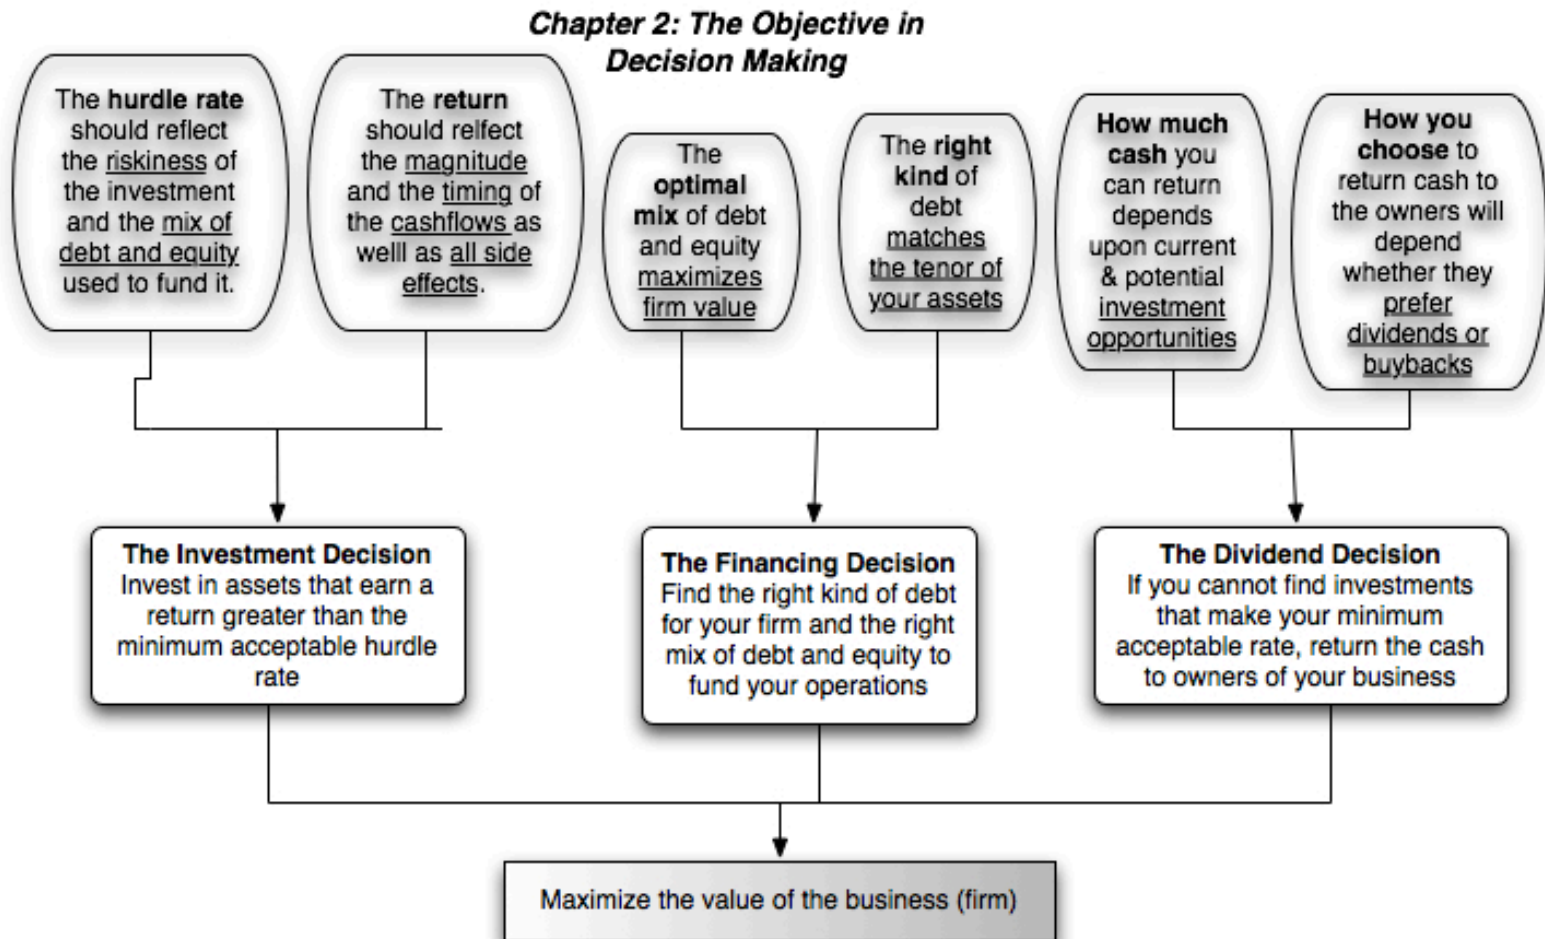 Chapter 2: The Objective in
Decision Making
The hurdle rate
should reflect
the riskiness of
the investment
and the mix of
debt and equity
used to fund it.
The return
should relfect
the magnitude
and the timing of
the cashflows as
welll as all side
effects.
The
optimal
mix of debt
and equity
maximizes
firm value
The right
kind of
debt
matches
the tenor of
your assets
How much
cash you
can return
depends
upon current
& potential
investment
opportunities
How you
choose to
return cash to
the owners will
depend
whether they
prefer
dividends or
buybacks
The Investment Decision
Invest in assets that earn a
return greater than the
minimum acceptable hurdle
rate
The Financing Decision
Find the right kind of debt
for your firm and the right
mix of debt and equity to
fund your operations
The Dividend Decision
If you cannot find investments
that make your minimum
acceptable rate, return the cash
to owners of your business
Maximize the value of the business (firm)